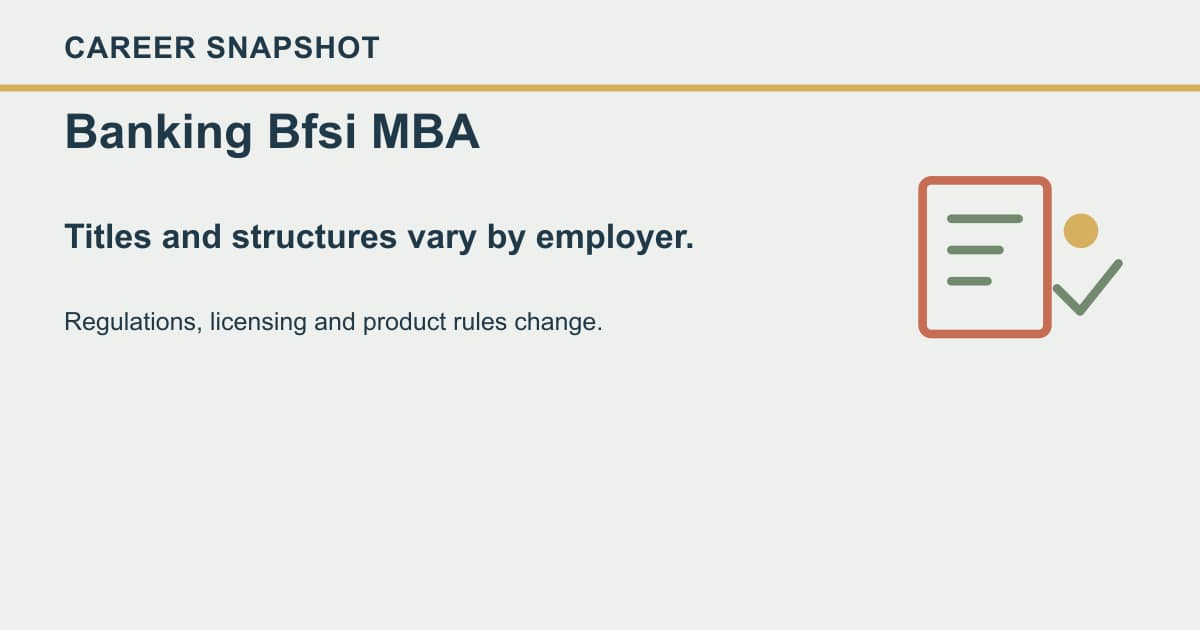 CAREER SNAPSHOT
Banking Bfsi MBA
Titles and structures vary by employer.
Regulations, licensing and product rules change.